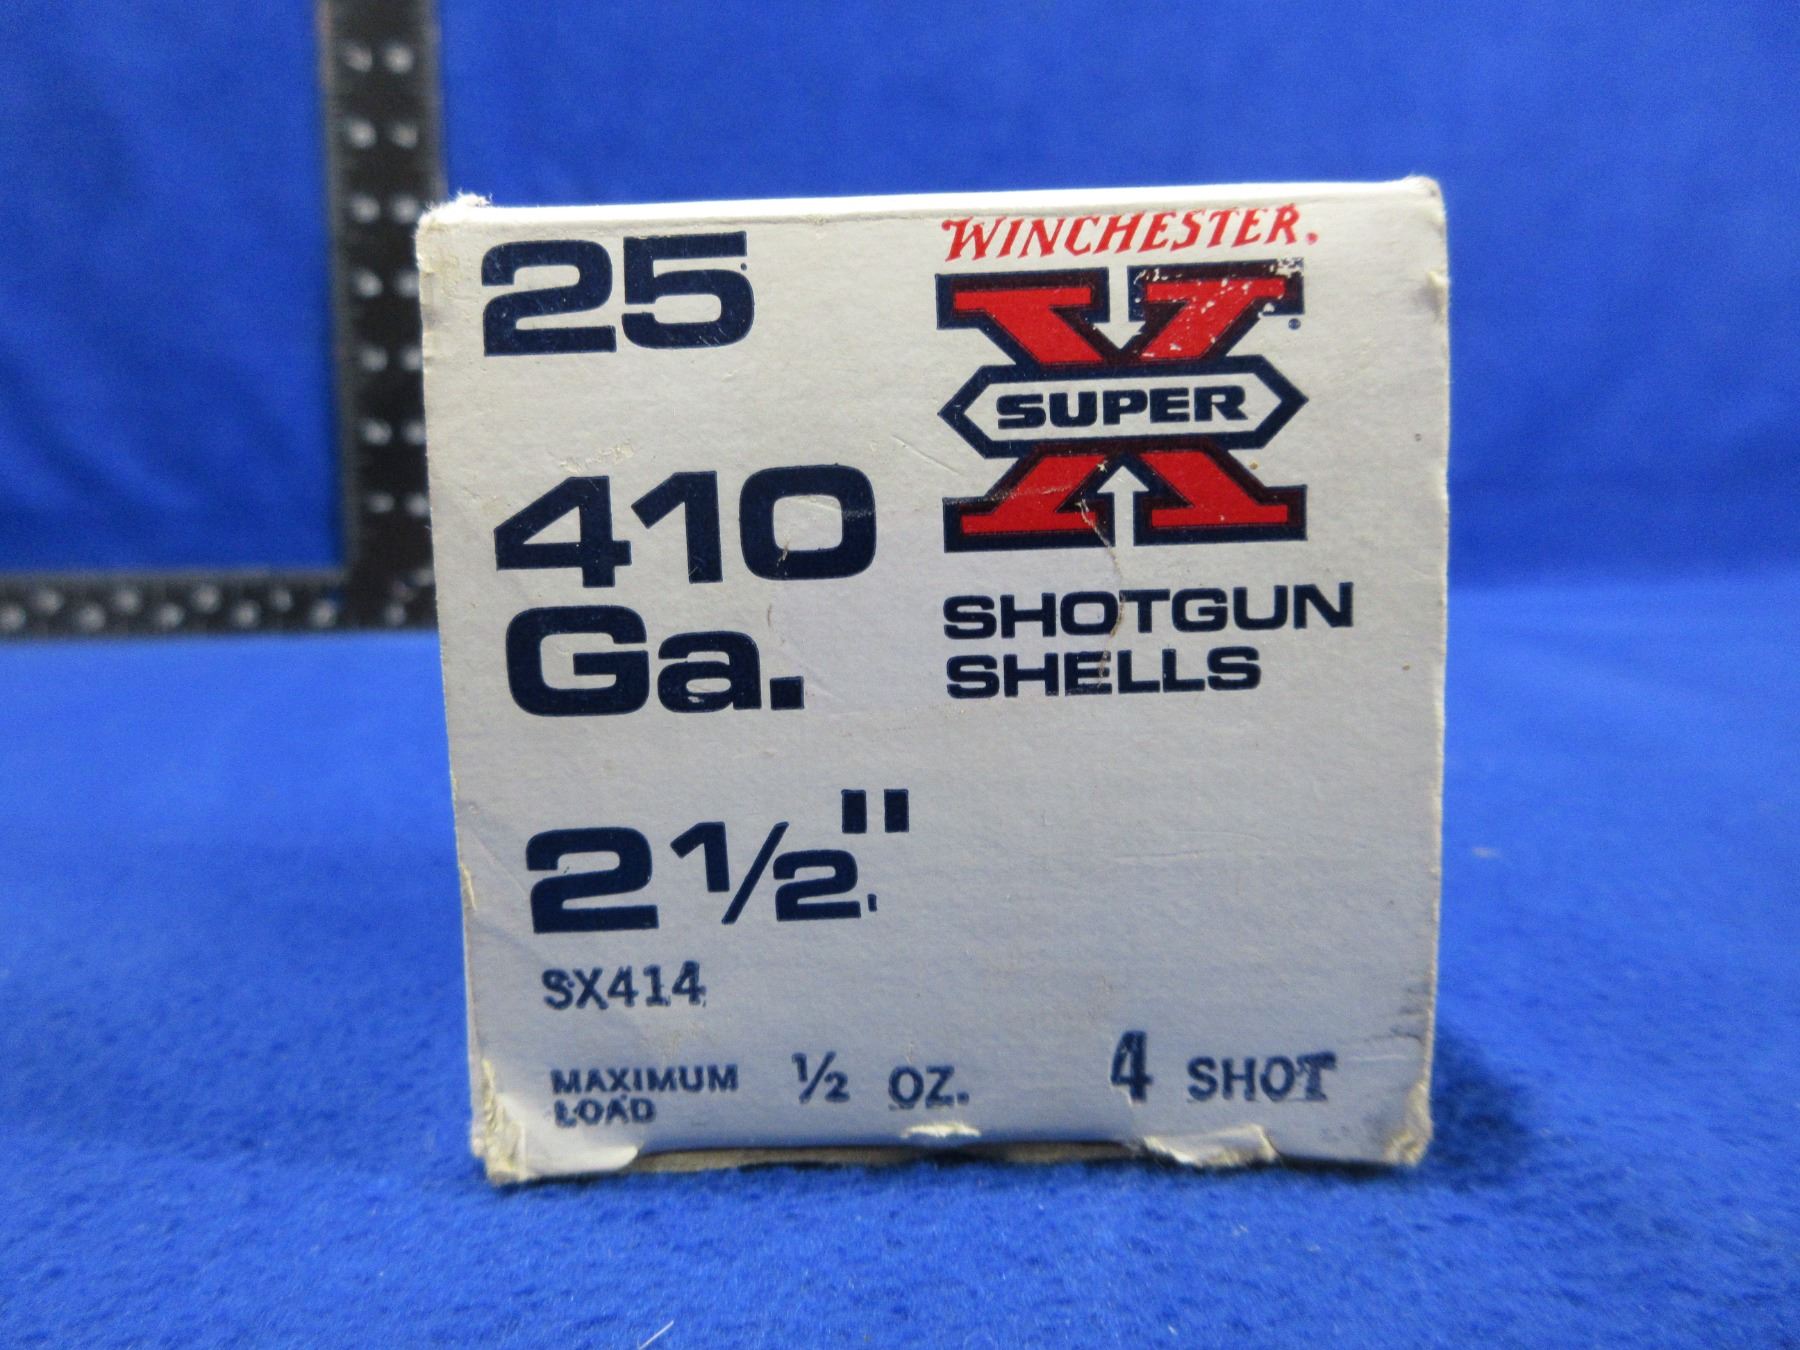 25
WINCHESTER®
SUPER X
410
Ga.
SHOTGUN
SHELLS
2 1/2"
SX414
MAXIMUM
LOAD
1/2 OZ.
4 SHOT